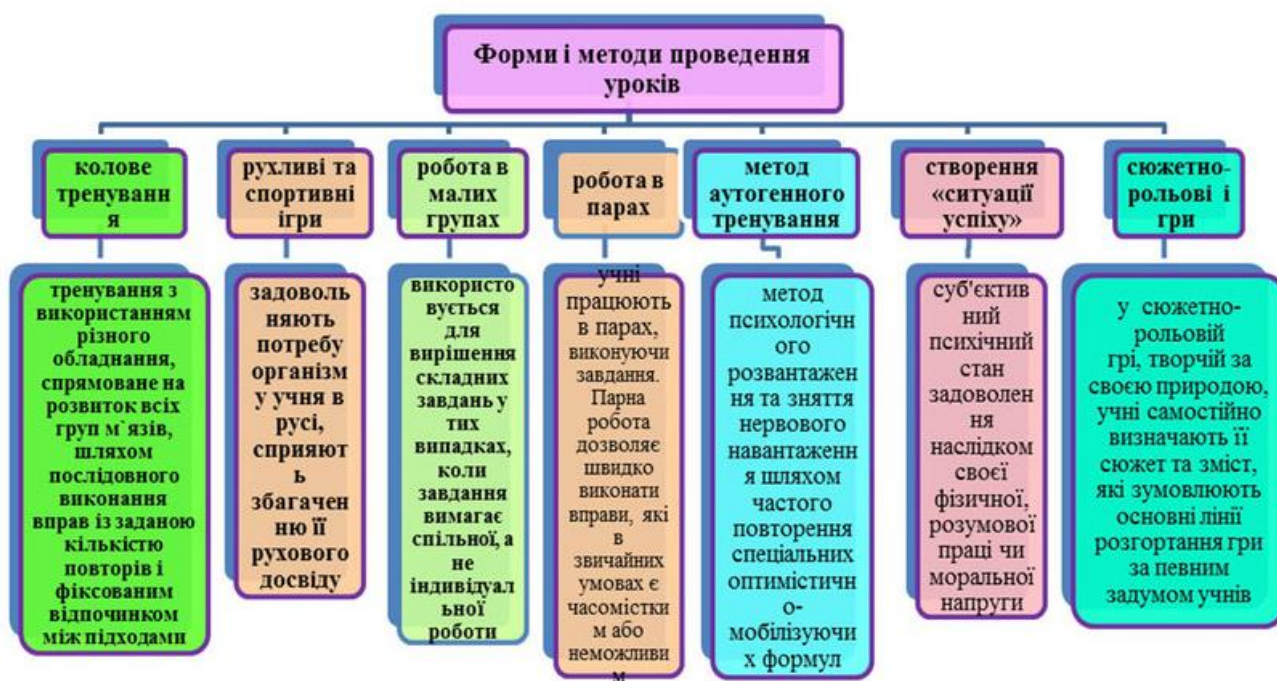 Форми і методи проведення
уроків
колове
тренуванн
я
рухливі та
спортивні
ігри
робота в
малих
групах
робота в
парах
метод
аутогенного
тренування
створення
«ситуації
успіху»
сюжетно-
рольові і
гри
тренування з
використанням
різного
обладнання,
спрямоване на
розвиток всіх
груп м`язів,
шляхом
послідовного
виконання
вправ із заданою
кількістю
повторів і
фіксованим
відпочинком
між підходами
задоволь
няють
потребу
організм
у учня в
русі,
сприяют
ь
збагачен
ню її
рухового
досвіду
використо
вується
для
вирішення
складних
завдань у
тих
випадках,
коли
завдання
вимагає
спільної, а
не
індивідуа
льної
роботи
учні
працюють
в парах,
виконуючи
завдання.
Парна
робота
дозволяє
швидко
виконати
вправи, які
в
звичайних
умовах є
часомістки
м або
неможливи
м
метод
психологічн
ого
розвантажен
ня та зняття
нервового
навантаженн
я шляхом
частого
повторення
спеціальних
оптимістичн
о-
мобілізуючи
х формул
суб'єктив
ний
психічний
стан
задоволен
ня
наслідком
своєї
фізичної,
розумової
праці чи
моральної
напруги
у сюжетно-
рольовій
грі, творчій за
своєю природою,
учні самостійно
визначають її
сюжет та зміст,
які зумовлюють
основні лінії
розгортання гри
за певним
задумом учнів